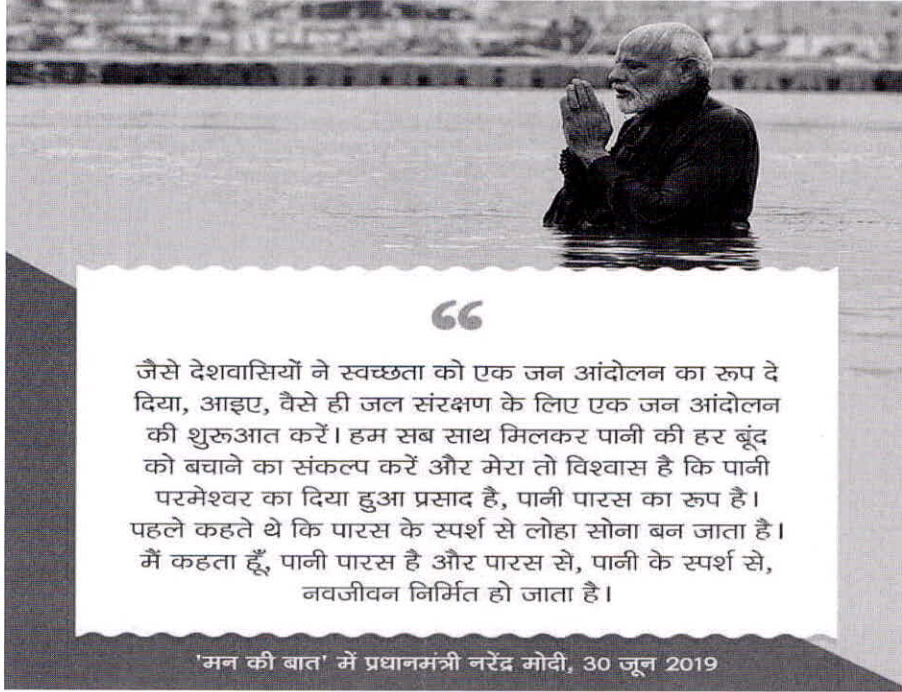 “
जैसे देशवासियों ने स्वच्छता को एक जन आंदोलन का रूप दे
दिया, आइए, वैसे ही जल संरक्षण के लिए एक जन आंदोलन
की शुरूआत करें। हम सब साथ मिलकर पानी की हर बूंद
को बचाने का संकल्प करें और मेरा तो विश्वास है कि पानी
परमेश्वर का दिया हुआ प्रसाद है, पानी पारस का रूप है।
पहले कहते थे कि पारस के स्पर्श से लोहा सोना बन जाता है।
मैं कहता हूँ, पानी पारस है और पारस से, पानी के स्पर्श से,
नवजीवन निर्मित हो जाता है।
'मन की बात' में प्रधानमंत्री नरेंद्र मोदी, 30 जून 2019